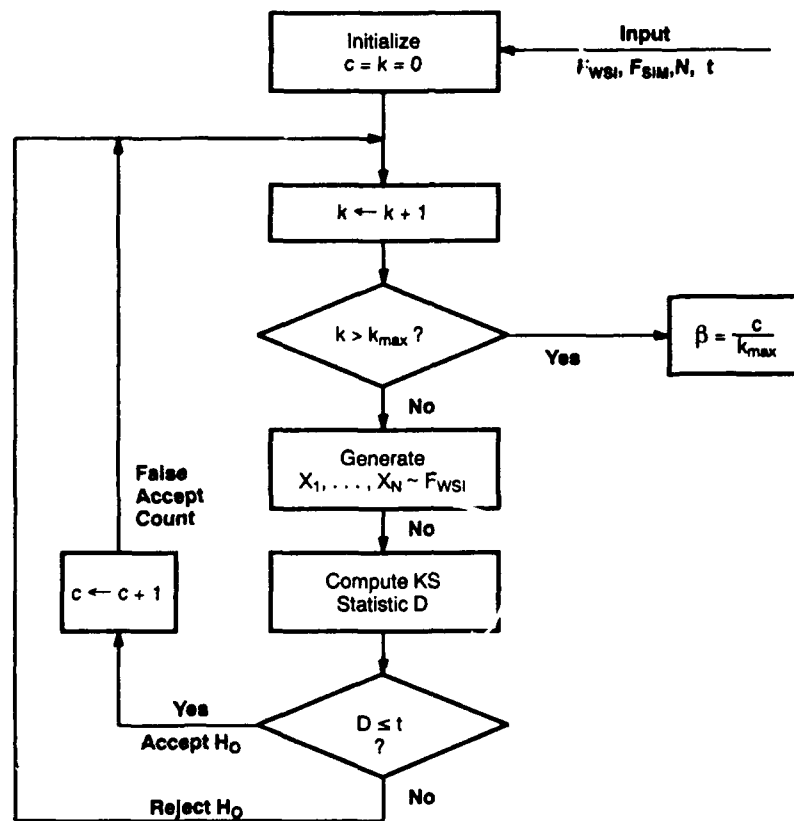 Initialize
c = k = 0
Input
F_WSI, F_SIM, N, t
k ← k + 1
k > k_max ?
Yes
β = c / k_max
No
Generate
X_1, . . . , X_N ~ F_WSI
No
False
Accept
Count
Compute KS
Statistic D
c ← c + 1
Yes
Accept H_O
D ≤ t
?
No
Reject H_O